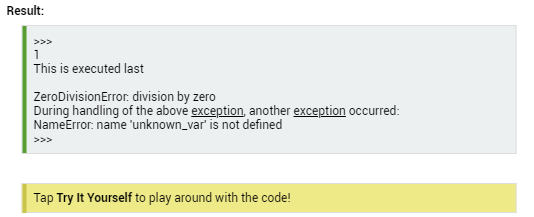 Result:
>>>
1
This is executed last
ZeroDivisionError: division by zero
During handling of the above exception, another exception occurred:
NameError: name 'unknown_var' is not defined
>>>
Tap Try It Yourself to play around with the code!